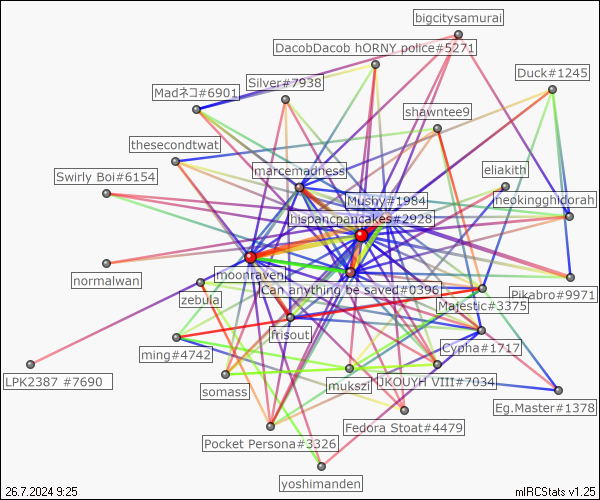 bigcitysamurai
DacobDacob hORNY police#5271
Duck#1245
Silver#7938
Madネコ#6901
shawntee9
thesecondtwat
marcemadness
eliakith
Swirly Boi#6154
Mushy#1984
neokingghidorah
hispancpancakes#2928
moonraven
normalwan
Can anything be saved#0396
Pikabro#9971
zebula
Majestic#3375
frisout
Cypha#1717
ming#4742
LPK2387 #7690
somass
mukszi
JKOUYH VIII#7034
Eg.Master#1378
Fedora Stoat#4479
Pocket Persona#3326
yoshimanden
26.7.2024 9:25
mIRCStats v1.25